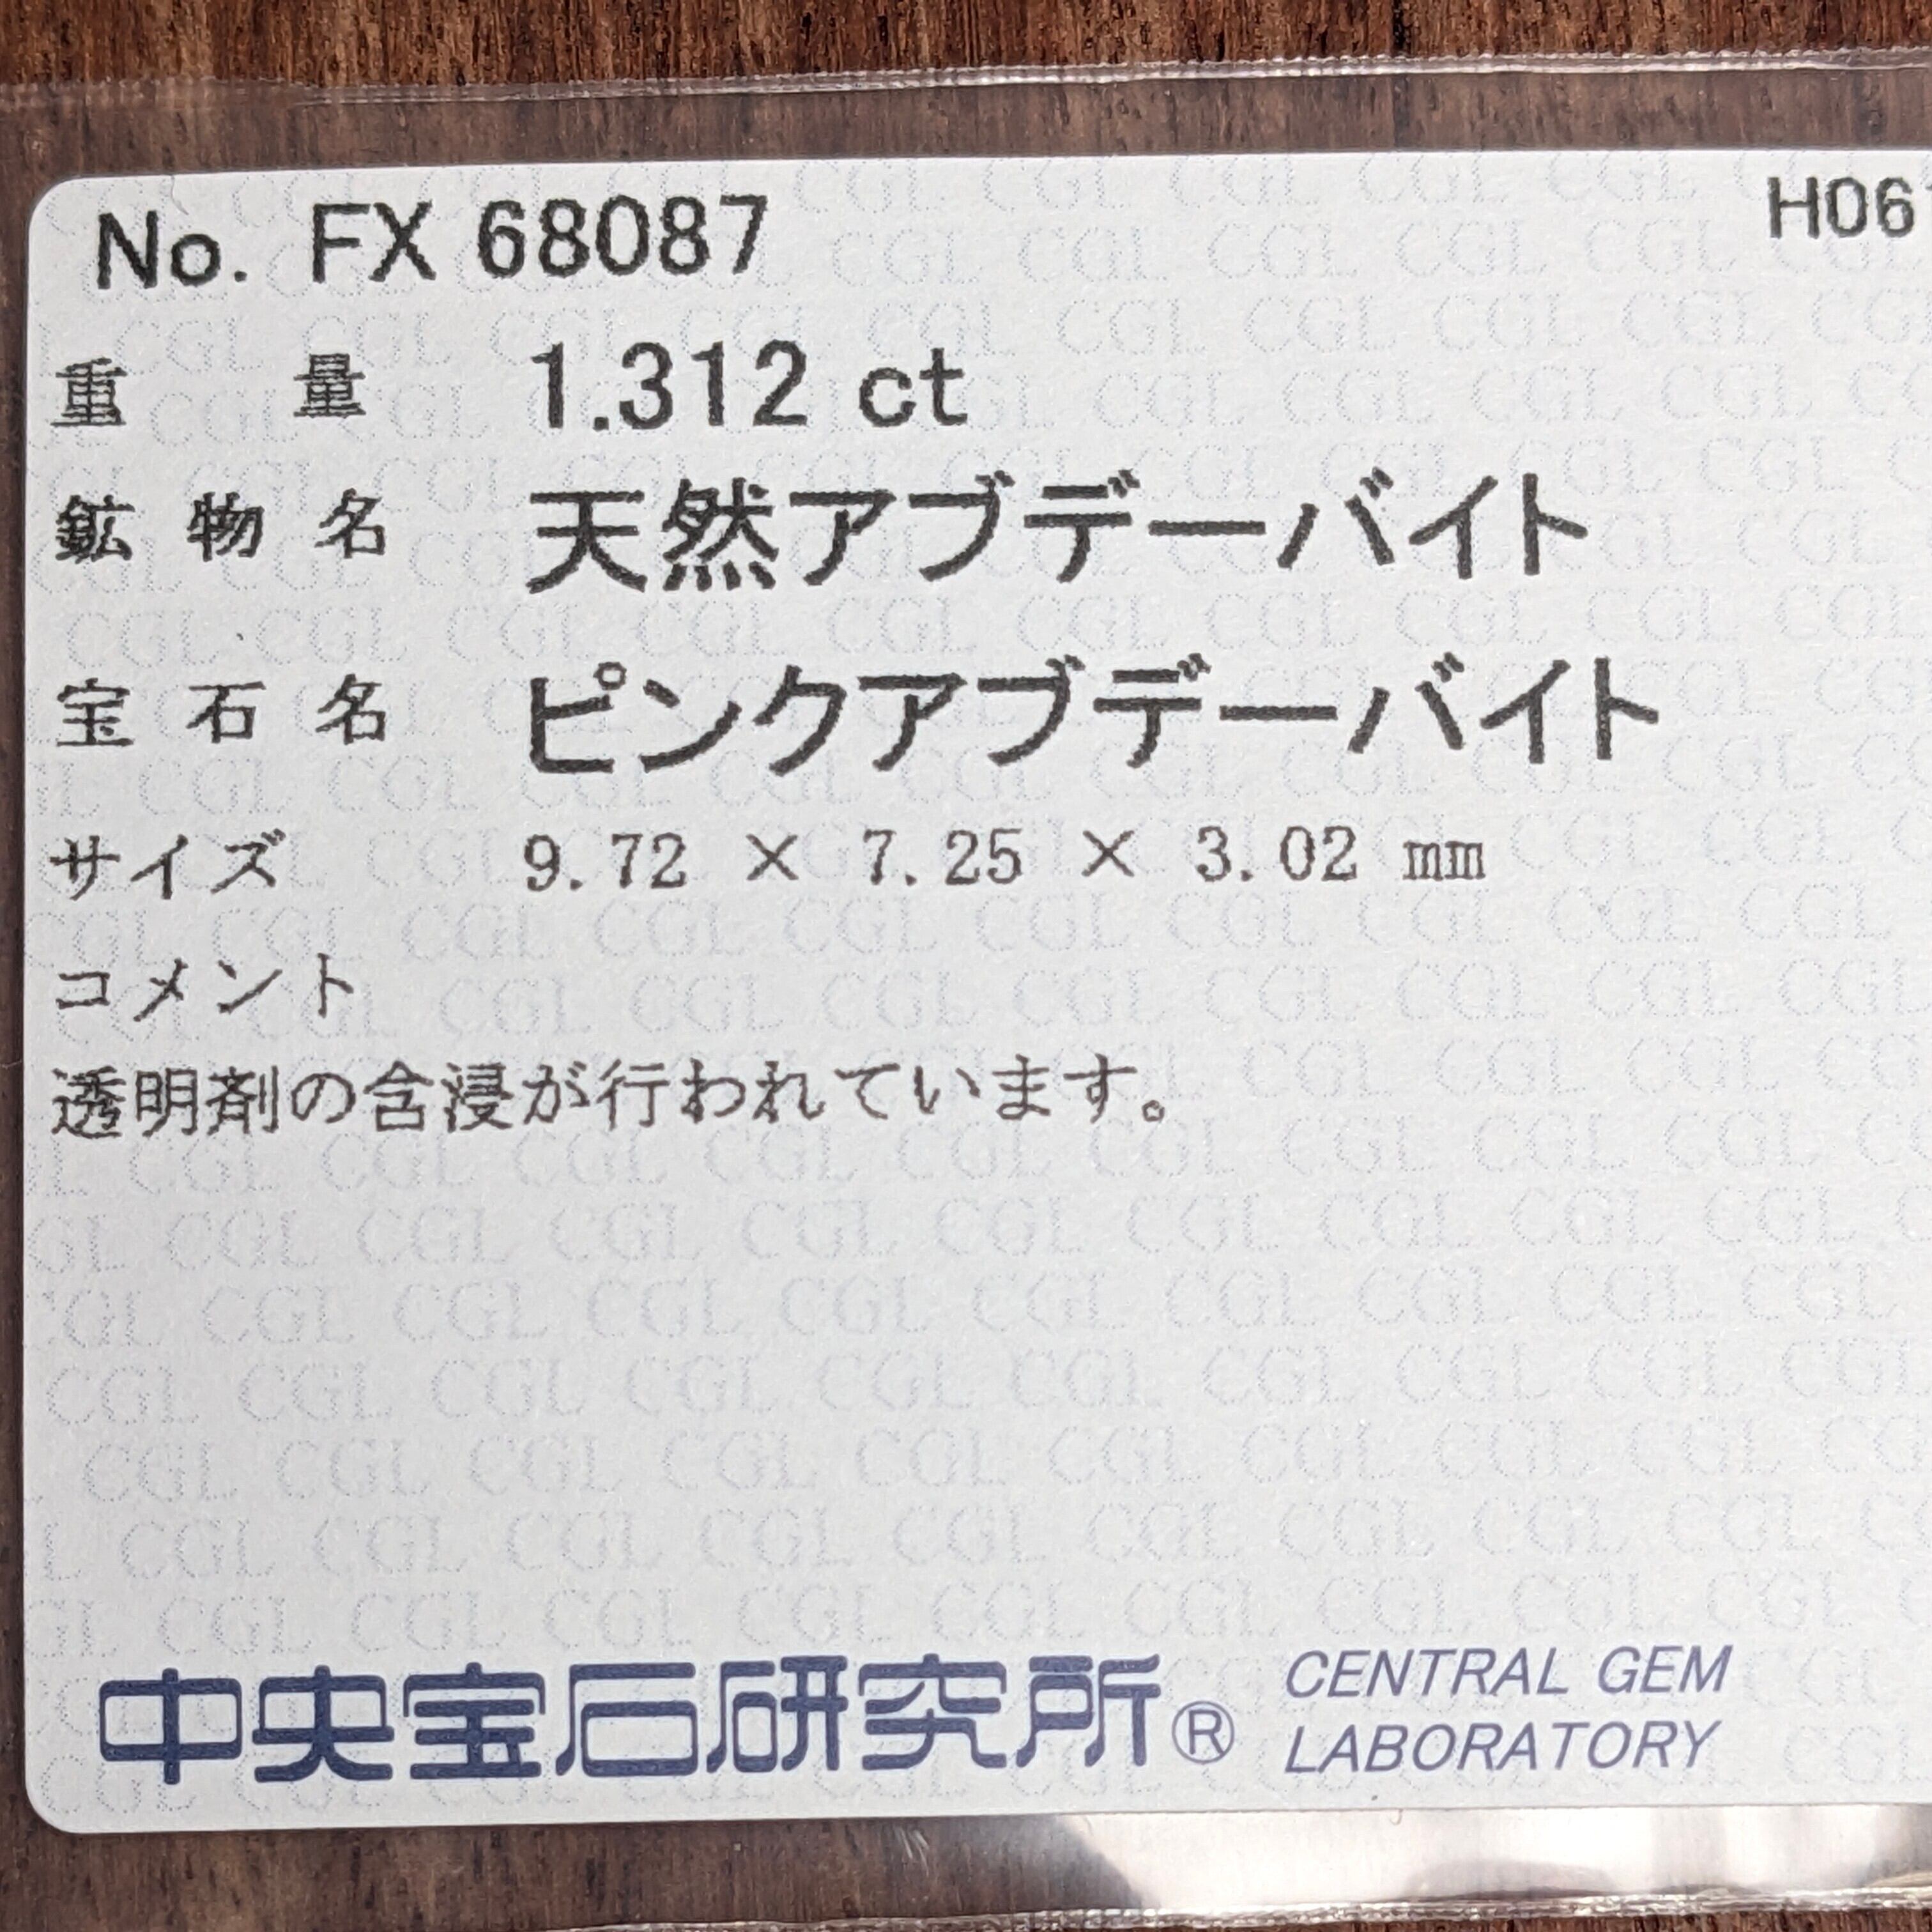 No. FX 68087
H06
重量 1.312 ct
鉱物名 天然アブデーバイト
宝石名 ピンクアブデーバイト
サイズ 9.72 × 7.25 × 3.02 mm
コメント
透明剤の含浸が行われています。
中央宝石研究所® CENTRAL GEM
LABORATORY